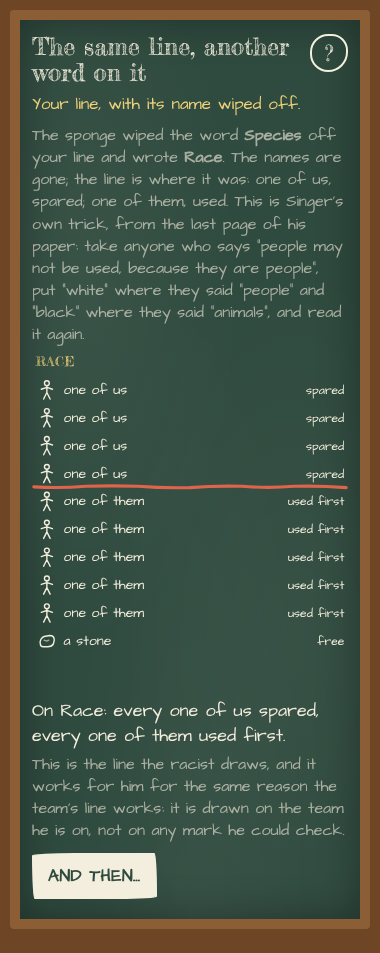 The same line, another
word on it
?
Your line, with its name wiped off.
The sponge wiped the word Species off
your line and wrote Race. The names are
gone; the line is where it was: one of us,
spared; one of them, used. This is Singer's
own trick, from the last page of his
paper: take anyone who says "people may
not be used, because they are people",
put "white" where they said "people" and
"black" where they said "animals", and read
it again.
RACE
one of us spared
one of us spared
one of us spared
one of us spared
one of them used first
one of them used first
one of them used first
one of them used first
one of them used first
a stone free
On Race: every one of us spared,
every one of them used first.
This is the line the racist draws, and it
works for him for the same reason the
team's line works: it is drawn on the team
he is on, not on any mark he could check.
AND THEN...